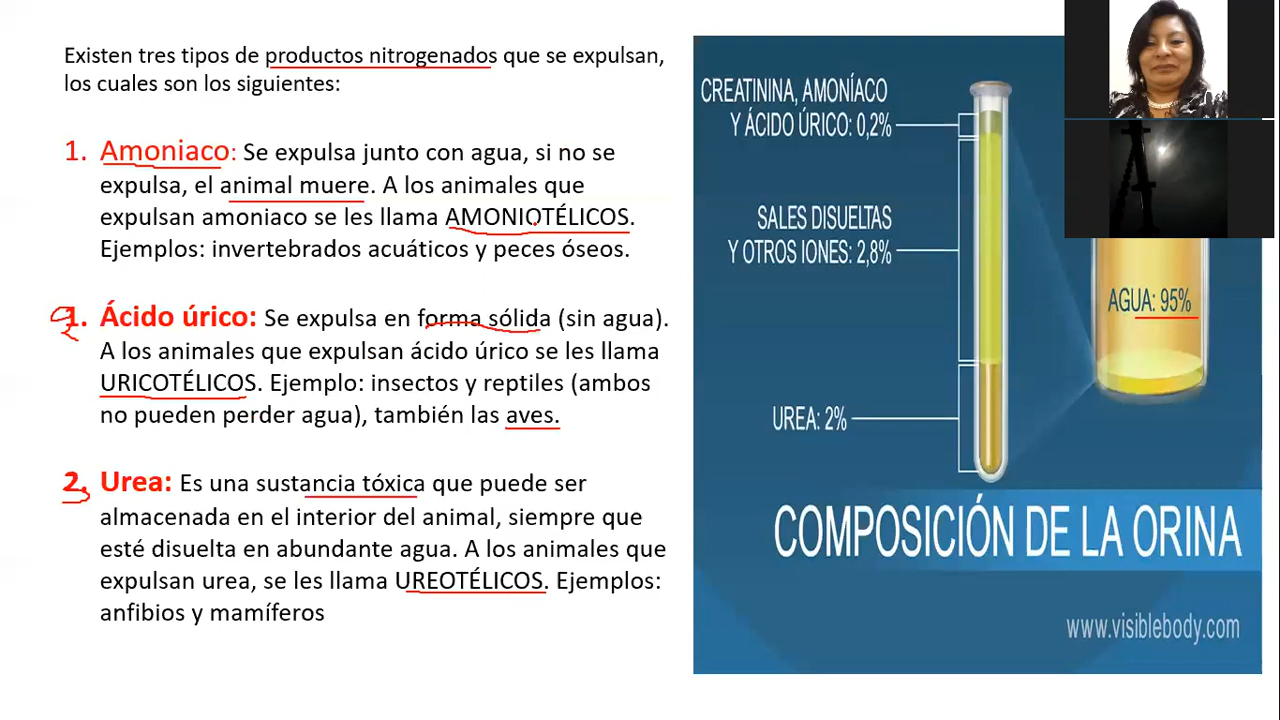 Existen tres tipos de productos nitrogenados que se expulsan,
los cuales son los siguientes:
1. Amoniaco: Se expulsa junto con agua, si no se
expulsa, el animal muere. A los animales que
expulsan amoniaco se les llama AMONIOTÉLICOS.
Ejemplos: invertebrados acuáticos y peces óseos.
1. Ácido úrico: Se expulsa en forma sólida (sin agua).
A los animales que expulsan ácido úrico se les llama
URICOTÉLICOS. Ejemplo: insectos y reptiles (ambos
no pueden perder agua), también las aves.
2. Urea: Es una sustancia tóxica que puede ser
almacenada en el interior del animal, siempre que
esté disuelta en abundante agua. A los animales que
expulsan urea, se les llama UREOTÉLICOS. Ejemplos:
anfibios y mamíferos
CREATININA, AMONÍACO
Y ÁCIDO ÚRICO: 0,2%
SALES DISUELTAS
Y OTROS IONES: 2,8%
UREA: 2%
AGUA: 95%
COMPOSICIÓN DE LA ORINA
www.visiblebody.com